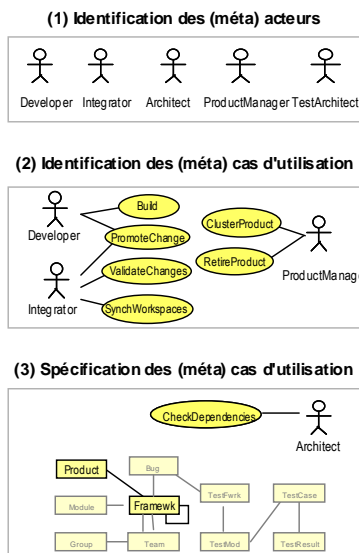 (1) Identification des (méta) acteurs
Developer Integrator Architect ProductManager TestArchitect
(2) Identification des (méta) cas d'utilisation
Build
Developer
PromoteChange
ClusterProduct
ValidateChanges
RetireProduct
ProductManag
Integrator
SynchWorkspaces
(3) Spécification des (méta) cas d'utilisation
CheckDependencies
Architect
Product
Bug
TestFwrk
TestCase
Module
Framewk
Group
Team
TestMod
TestResult